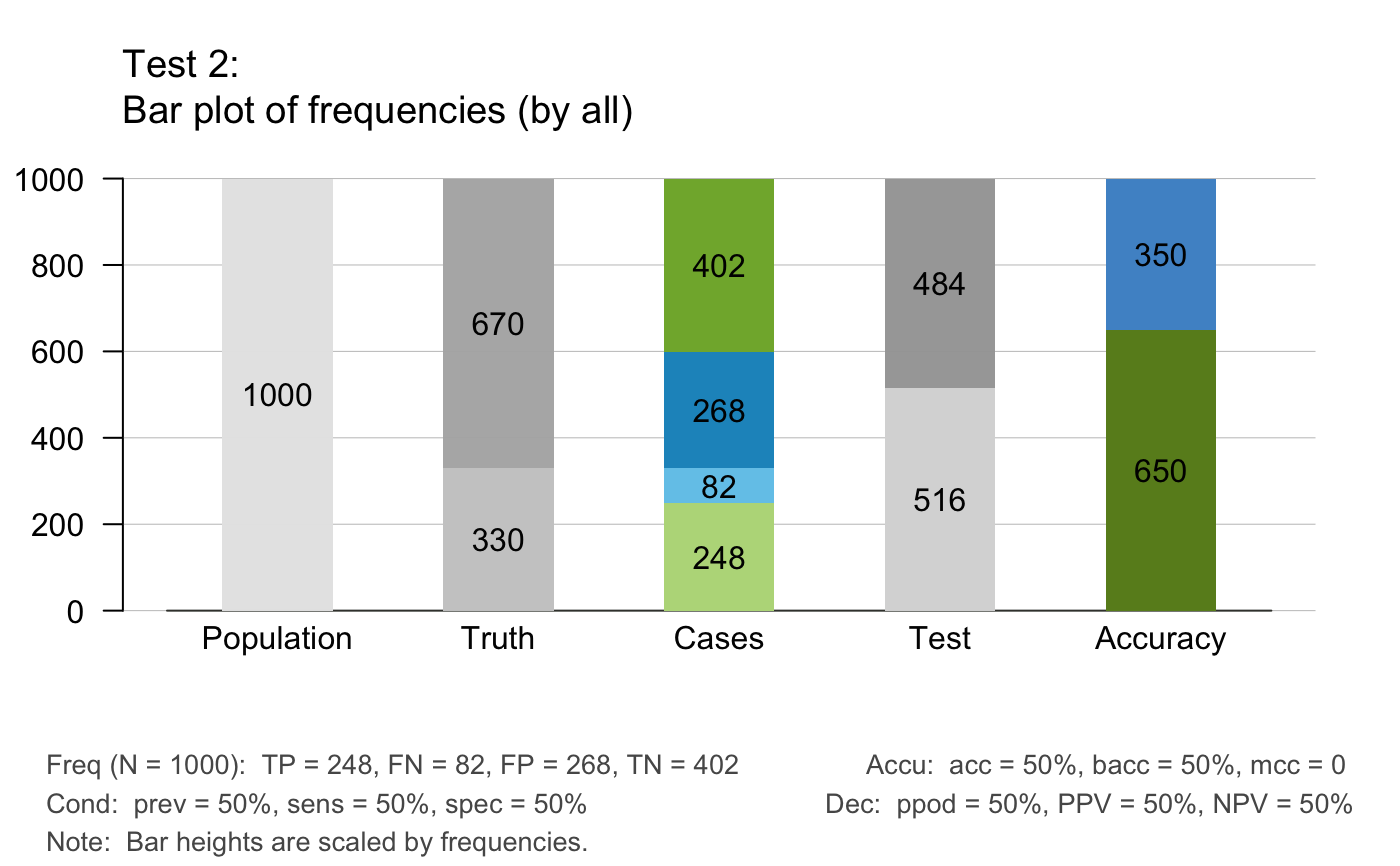 Test 2:
Bar plot of frequencies (by all)
1000
800
600
400
200
0
1000
670
330
402
268
82
248
484
516
350
650
Population Truth Cases Test Accuracy
Freq (N = 1000):  TP = 248, FN = 82, FP = 268, TN = 402
Accu:  acc = 50%, bacc = 50%, mcc = 0
Cond:  prev = 50%, sens = 50%, spec = 50%
Dec:  ppod = 50%, PPV = 50%, NPV = 50%
Note:  Bar heights are scaled by frequencies.